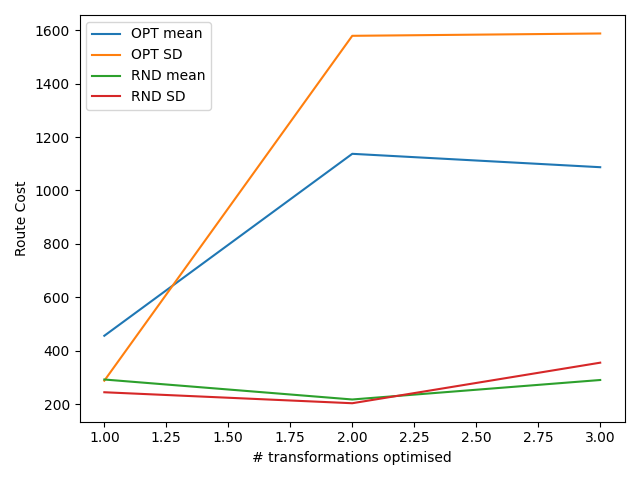 OPT mean
OPT SD
RND mean
RND SD
Route Cost
1600
1400
1200
1000
800
600
400
200
1.00 1.25 1.50 1.75 2.00 2.25 2.50 2.75 3.00
# transformations optimised